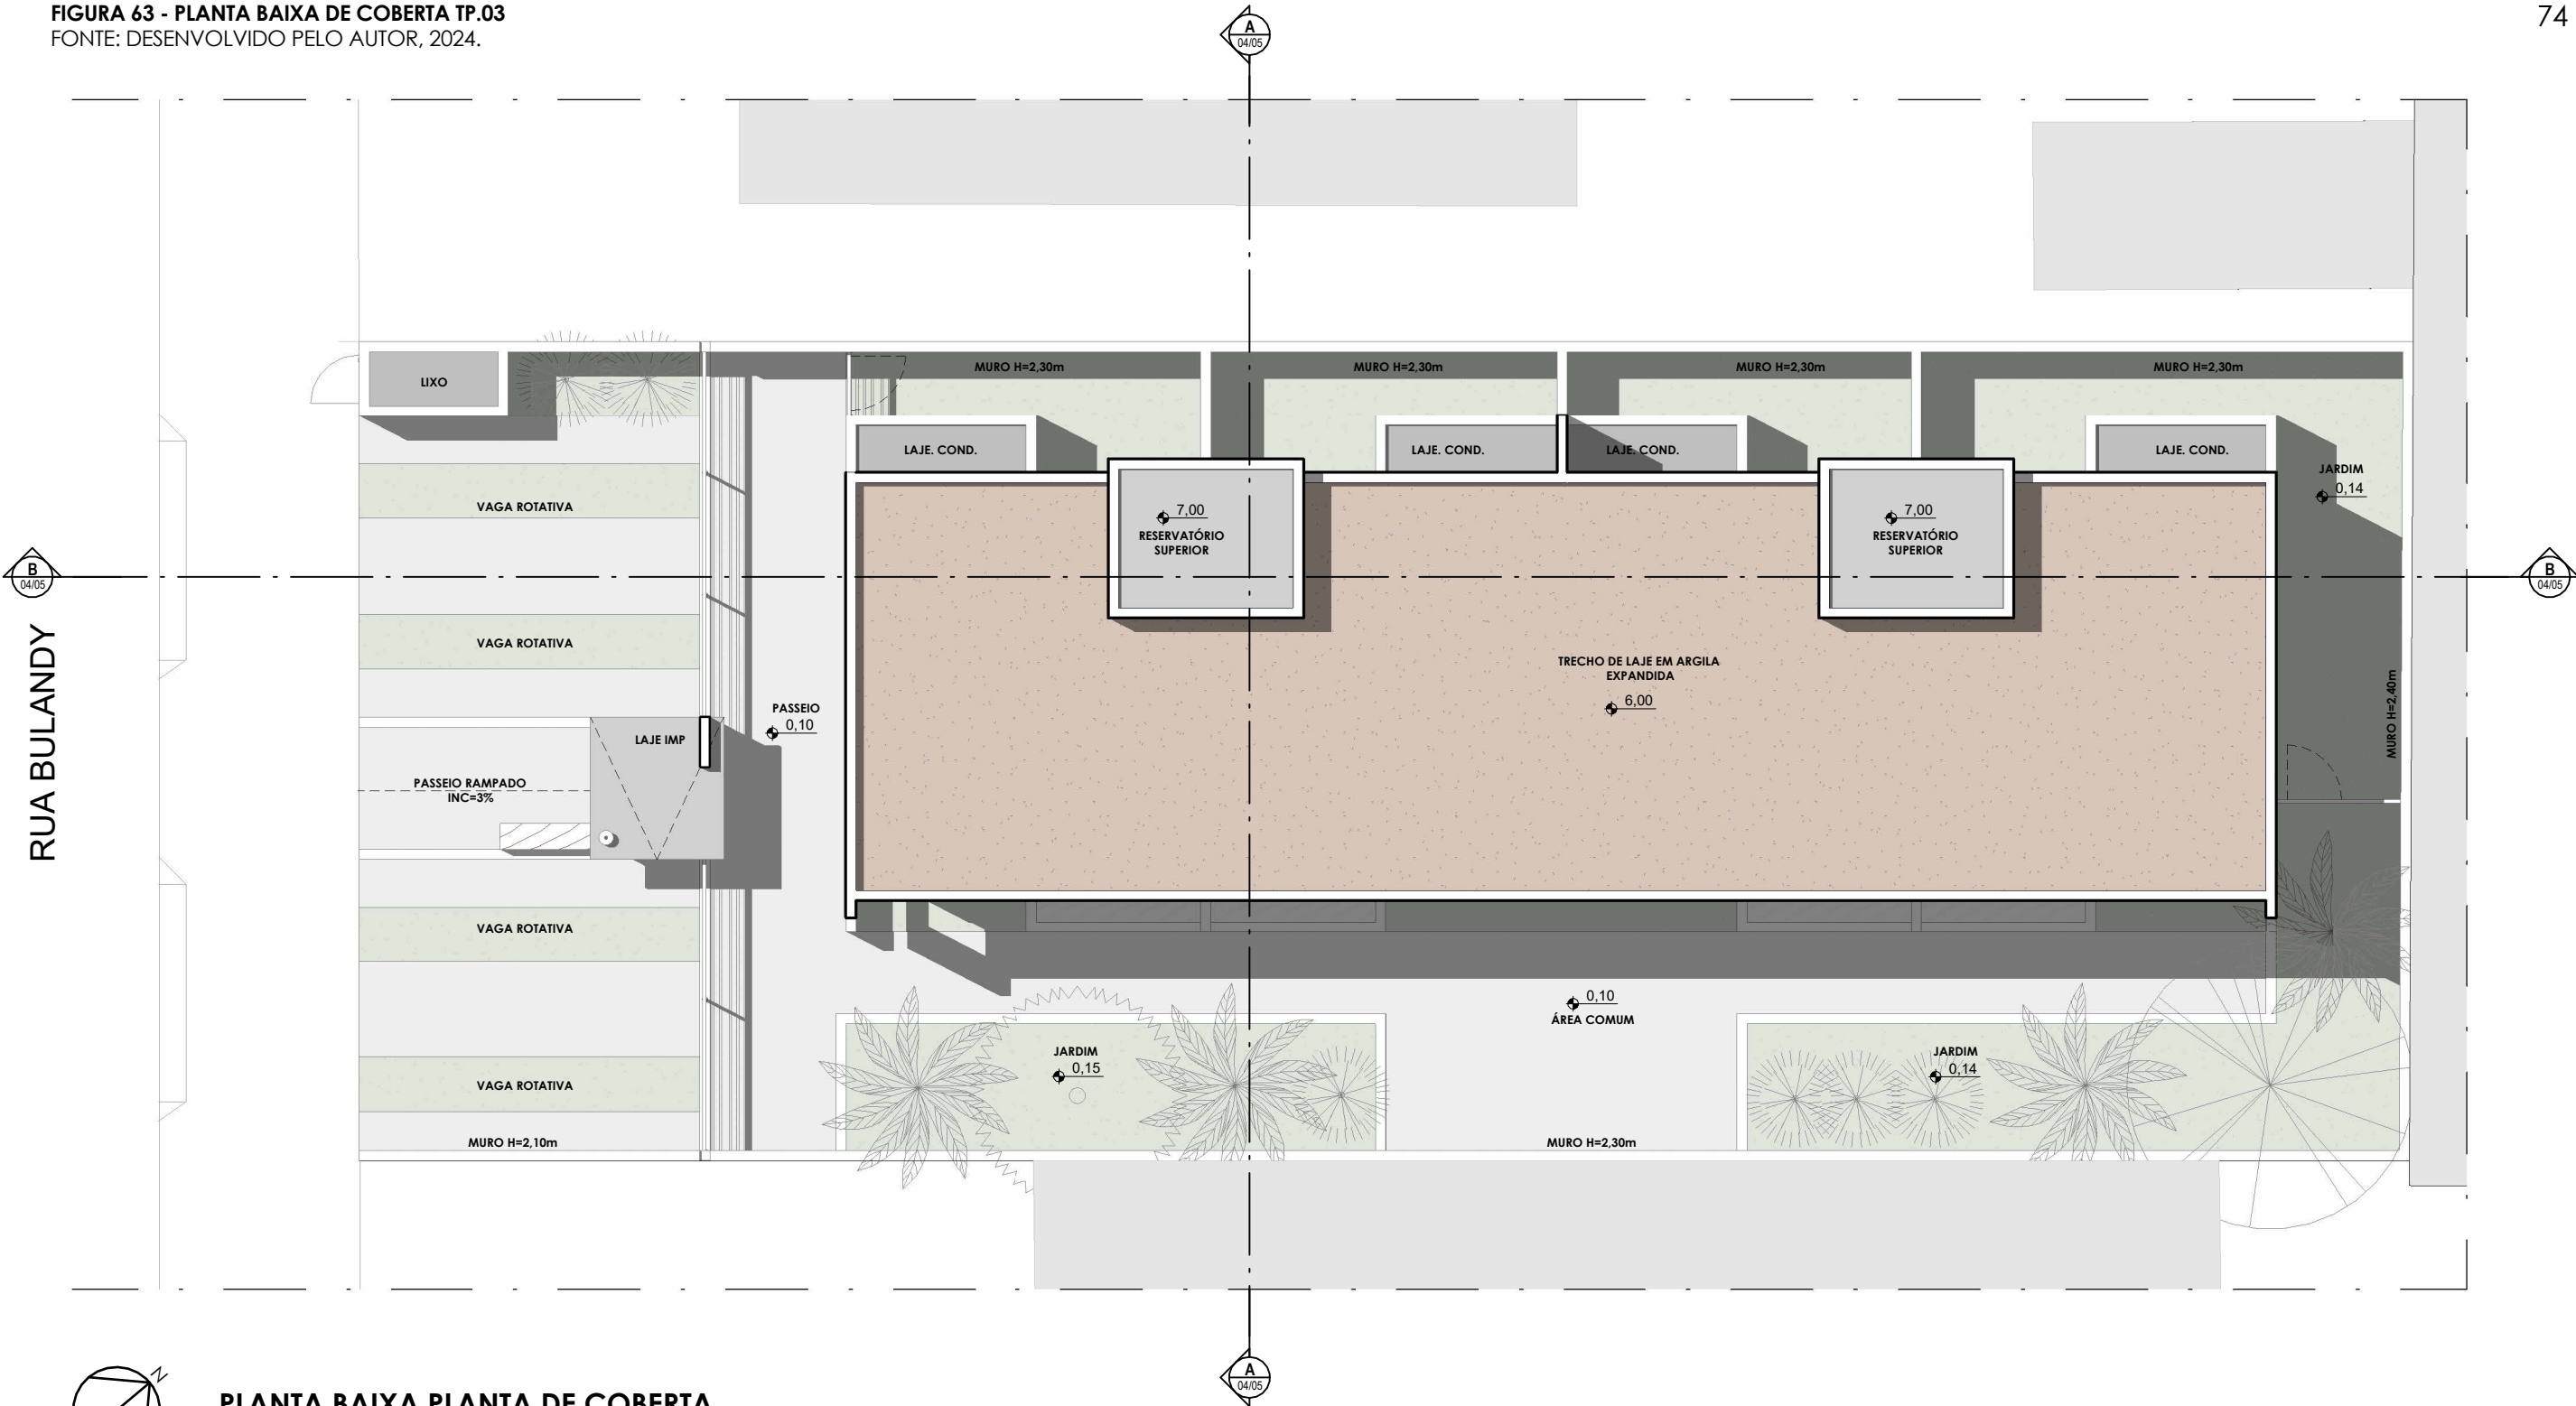 FIGURA 63 - PLANTA BAIXA DE COBERTA TP.03
FONTE: DESENVOLVIDO PELO AUTOR, 2024.
74
A
04/05
LIXO
MURO H=2,30m
MURO H=2,30m
MURO H=2,30m
MURO H=2,30m
LAJE. COND.
LAJE. COND.
LAJE. COND.
LAJE. COND.
JARDIM
0,14
VAGA ROTATIVA
7,00
RESERVATÓRIO
SUPERIOR
7,00
RESERVATÓRIO
SUPERIOR
B
04/05
B
04/05
RUA BULANDY
VAGA ROTATIVA
TRECHO DE LAJE EM ARGILA
EXPANDIDA
6,00
MURO H=2,40m
PASSEIO
0,10
LAJE IMP
PASSEIO RAMPADO
INC=3%
VAGA ROTATIVA
0,10
ÁREA COMUM
JARDIM
0,15
JARDIM
0,14
VAGA ROTATIVA
MURO H=2,10m
MURO H=2,30m
A
04/05
N
PLANTA BAIXA PLANTA DE COBERTA